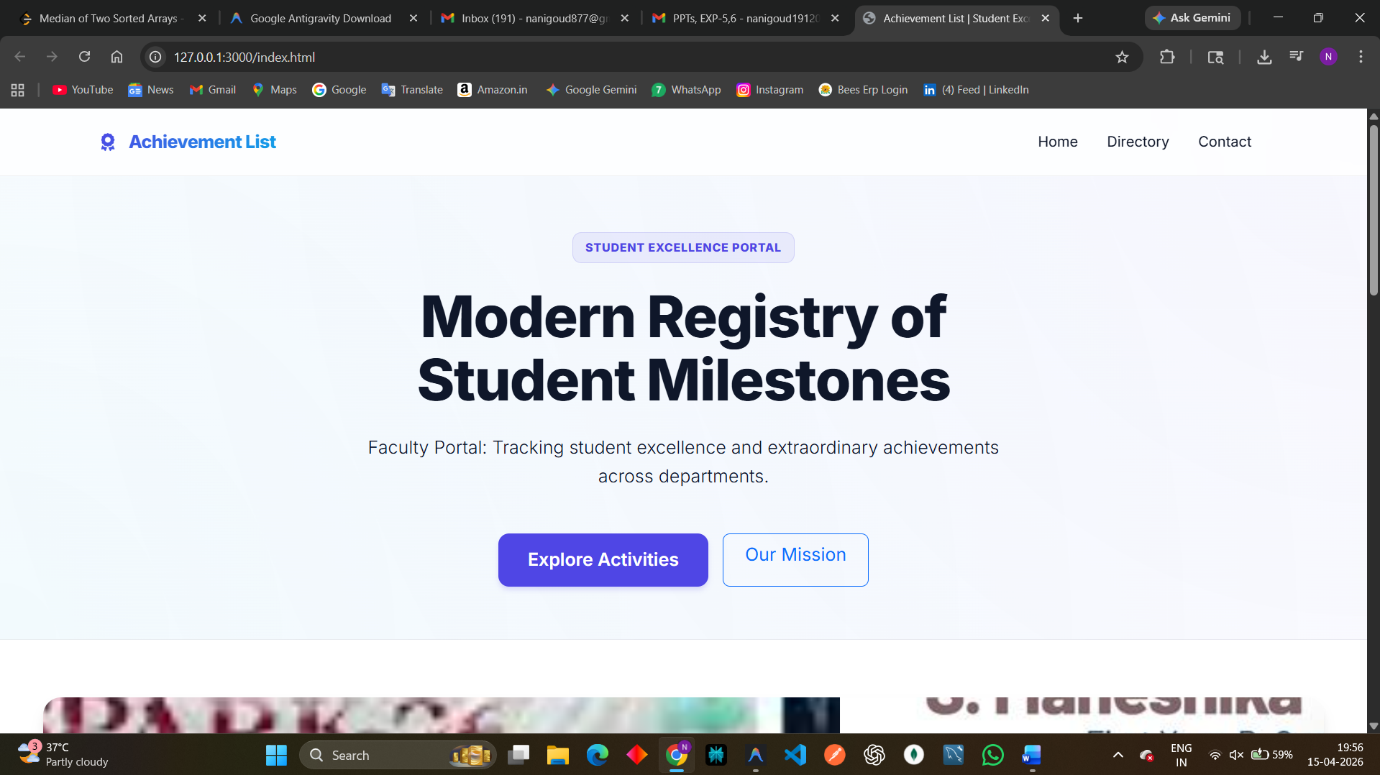 Median of Two Sorted Arrays -
Google Antigravity Download
Inbox (191) - nanigoud877@g
PPTs, EXP-5,6 - nanigoud1912
Achievement List | Student Exc
Ask Gemini
127.0.0.1:3000/index.html
N
YouTube
News
Gmail
Maps
Google
Translate
Amazon.in
Google Gemini
7
WhatsApp
Instagram
Bees Erp Login
(4) Feed | LinkedIn
Achievement List
Home
Directory
Contact
STUDENT EXCELLENCE PORTAL
Modern Registry of
Student Milestones
Faculty Portal: Tracking student excellence and extraordinary achievements
across departments.
Explore Activities
Our Mission
3
37°C
Partly cloudy
Search
ENG
IN
59%
19:56
15-04-2026